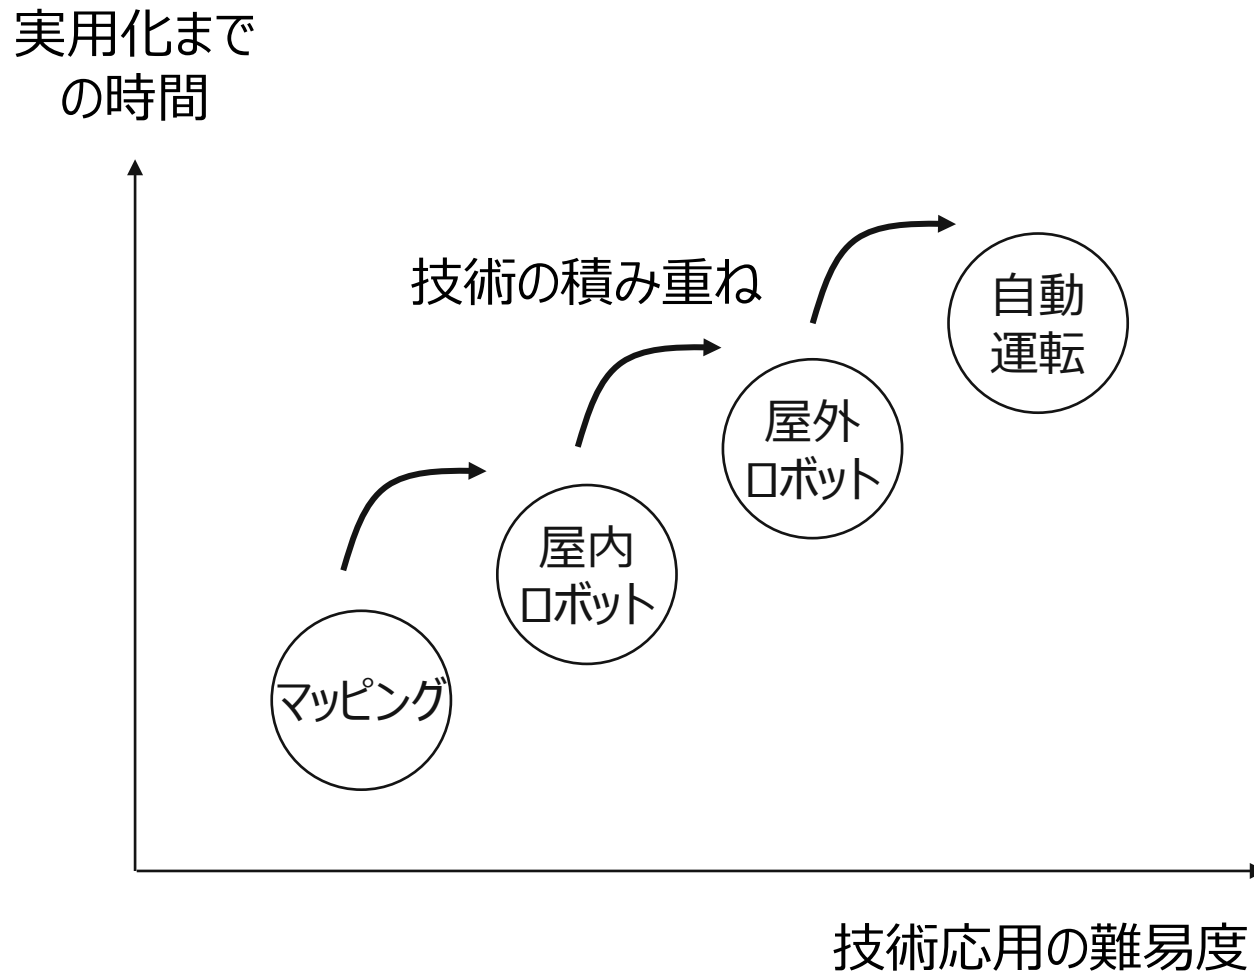 実用化まで
の時間
技術の積み重ね
自動
運転
屋外
ロボット
屋内
ロボット
マッピング
技術応用の難易度